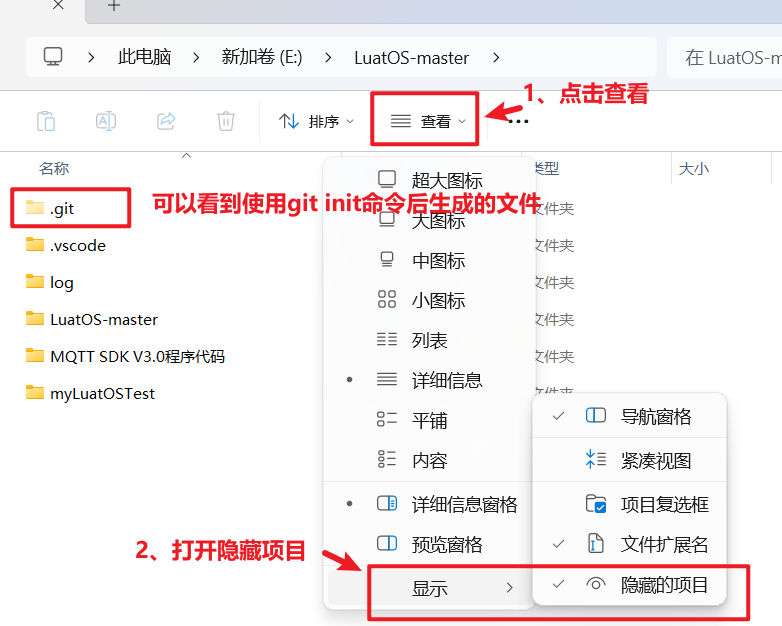 此电脑 新加卷 (E:) LuatOS-master 在 LuatOS-m
1、点击查看
排序 查看
名称 类型 大小
.git
可以看到使用git init命令后生成的文件
文件夹
.vscode
文件夹
log
文件夹
LuatOS-master
文件夹
MQTT SDK V3.0程序代码
文件夹
myLuatOSTest
文件夹
超大图标
大图标
中图标
小图标
列表
详细信息
平铺
内容
详细信息窗格
预览窗格
显示
导航窗格
紧凑视图
项目复选框
文件扩展名
隐藏的项目
2、打开隐藏项目